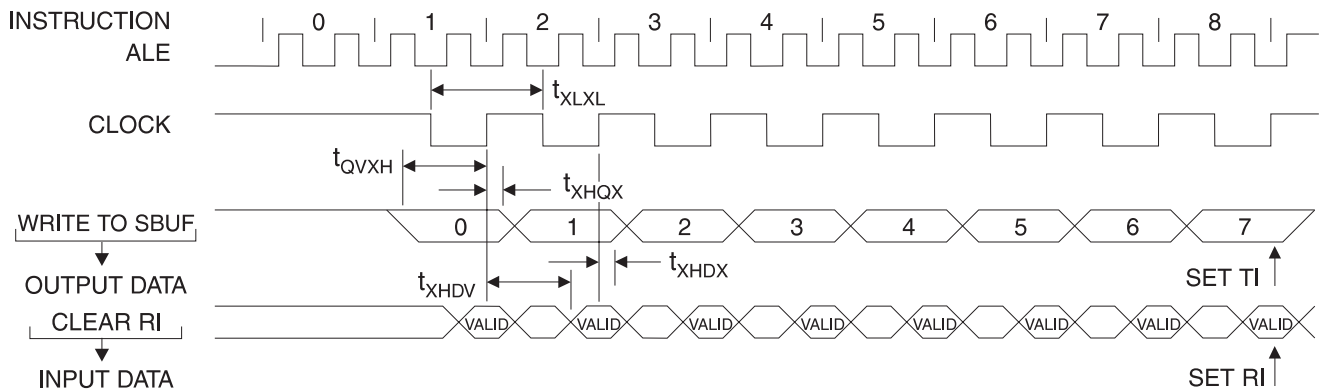 INSTRUCTION 0 1 2 3 4 5 6 7 8
ALE
tXLXL
CLOCK
tQVXH
tXHQX
WRITE TO SBUF 0 1 2 3 4 5 6 7
tXHDX
tXHDV
SET TI
OUTPUT DATA
CLEAR RI VALID VALID VALID VALID VALID VALID VALID VALID
INPUT DATA
SET RI